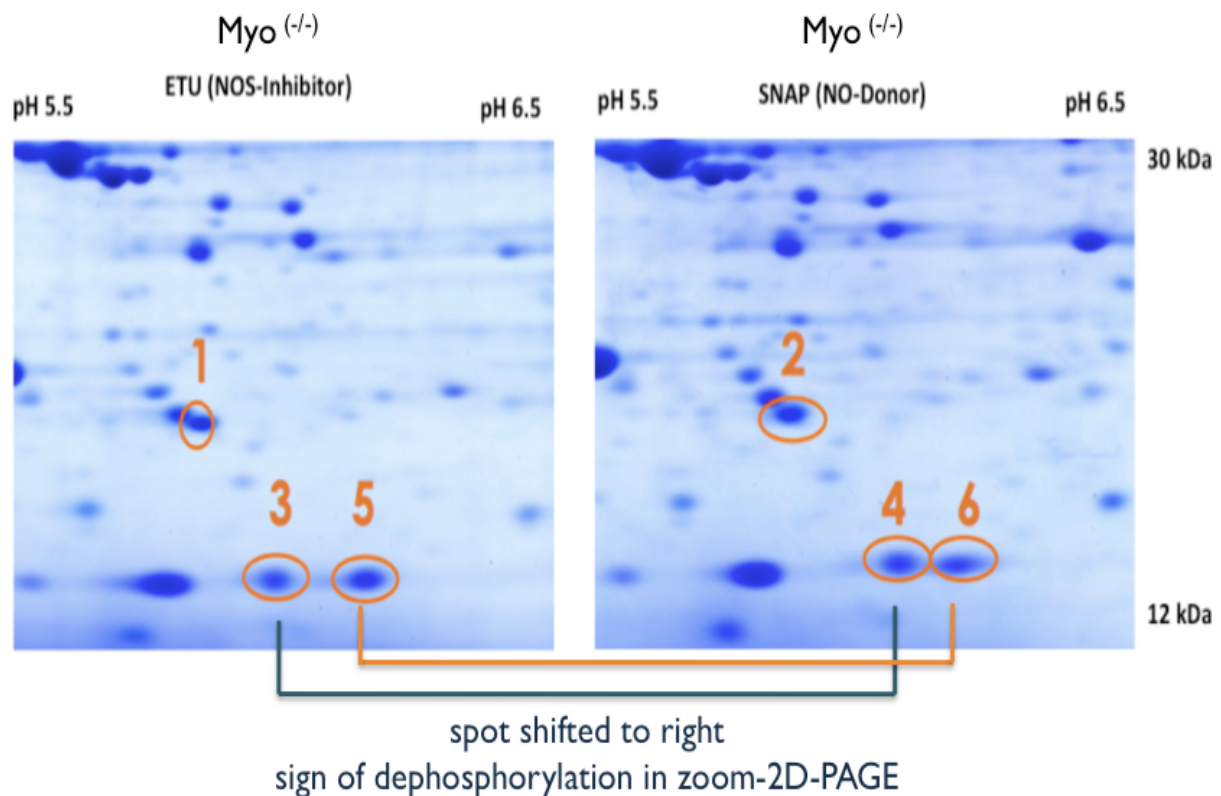 Myo (-/-)
Myo (-/-)
ETU (NOS-Inhibitor)
SNAP (NO-Donor)
pH 5.5
pH 6.5
pH 5.5
pH 6.5
30 kDa
1
2
3
5
4
6
12 kDa
spot shifted to right
sign of dephosphorylation in zoom-2D-PAGE